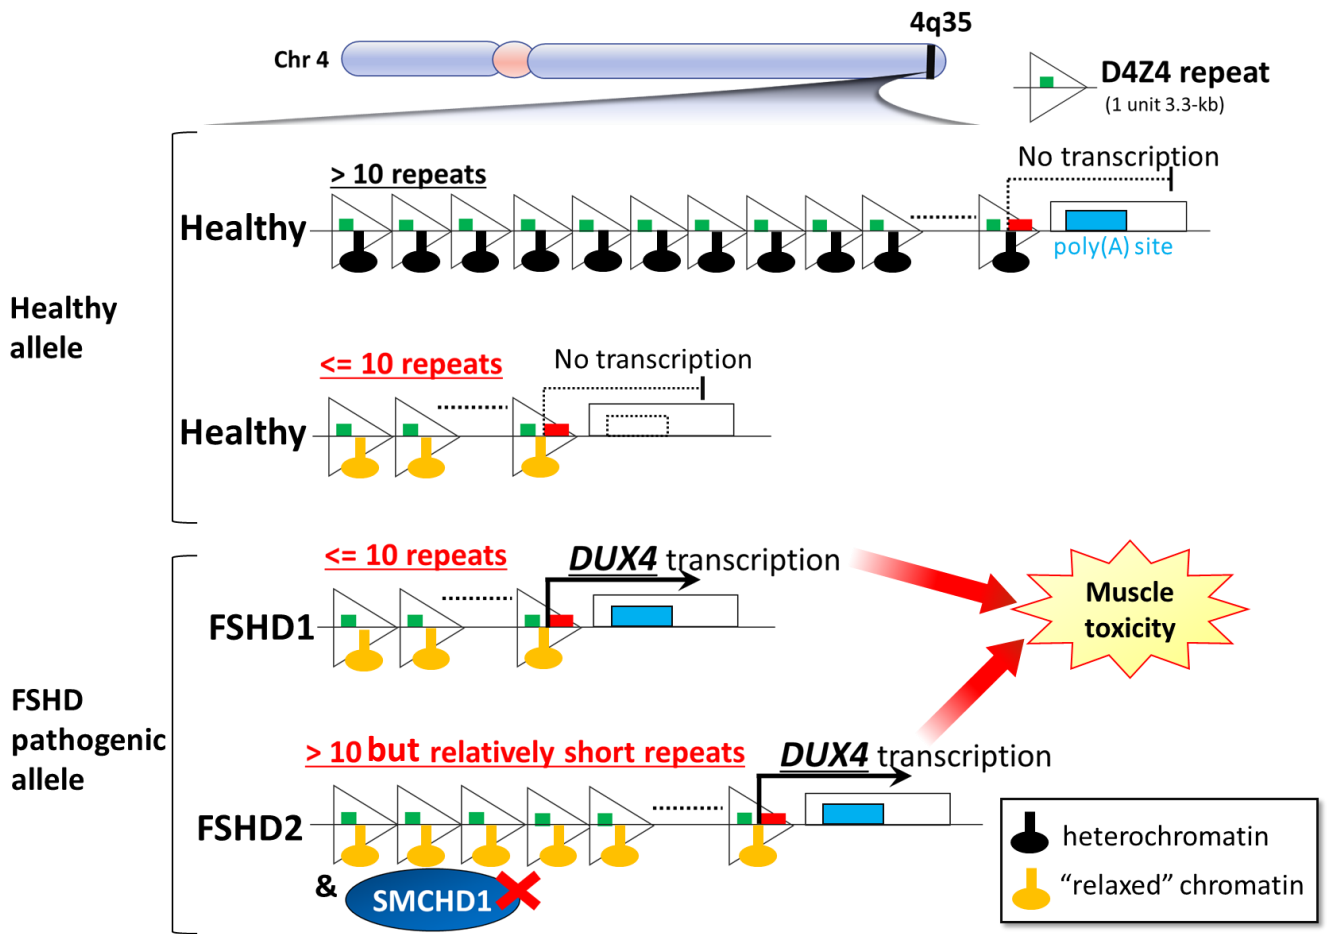 4q35
Chr 4
D4Z4 repeat
(1 unit 3.3-kb)
No transcription
> 10 repeats
Healthy
poly(A) site
Healthy
allele
No transcription
<= 10 repeats
Healthy
<= 10 repeats
DUX4 transcription
Muscle
toxicity
FSHD1
FSHD
pathogenic
allele
> 10 but relatively short repeats
DUX4 transcription
FSHD2
heterochromatin
& SMCHD1
“relaxed” chromatin